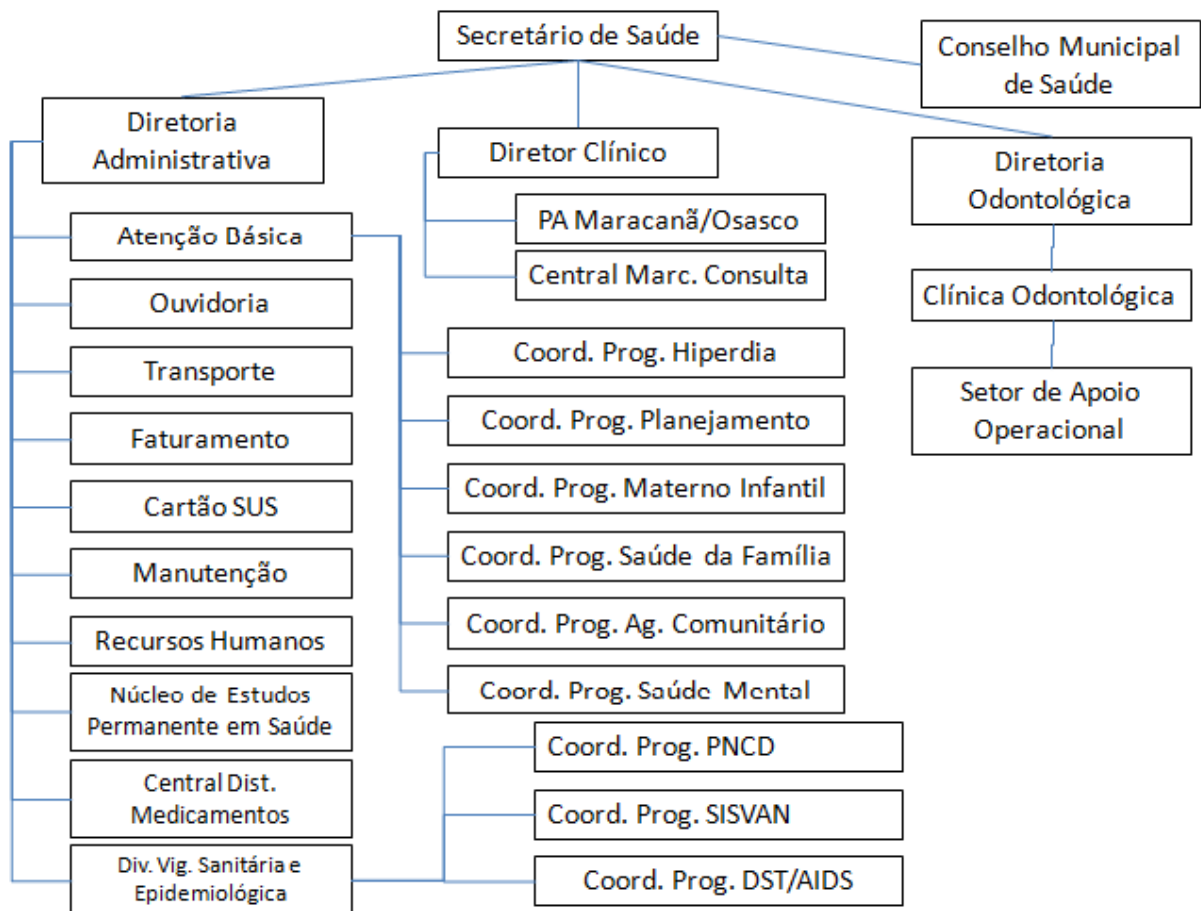 Secretário de Saúde
Conselho Municipal
de Saúde
Diretoria
Administrativa
Diretor Clínico
Diretoria
Odontológica
Atenção Básica
Ouvidoria
Transporte
Faturamento
Cartão SUS
Manutenção
Recursos Humanos
Núcleo de Estudos
Permanente em Saúde
Central Dist.
Medicamentos
Div. Vig. Sanitária e
Epidemiológica
PA Maracanã/Osasco
Central Marc. Consulta
Coord. Prog. Hiperdia
Coord. Prog. Planejamento
Coord. Prog. Materno Infantil
Coord. Prog. Saúde da Família
Coord. Prog. Ag. Comunitário
Coord. Prog. Saúde Mental
Coord. Prog. PNCD
Coord. Prog. SISVAN
Coord. Prog. DST/AIDS
Clínica Odontológica
Setor de Apoio
Operacional